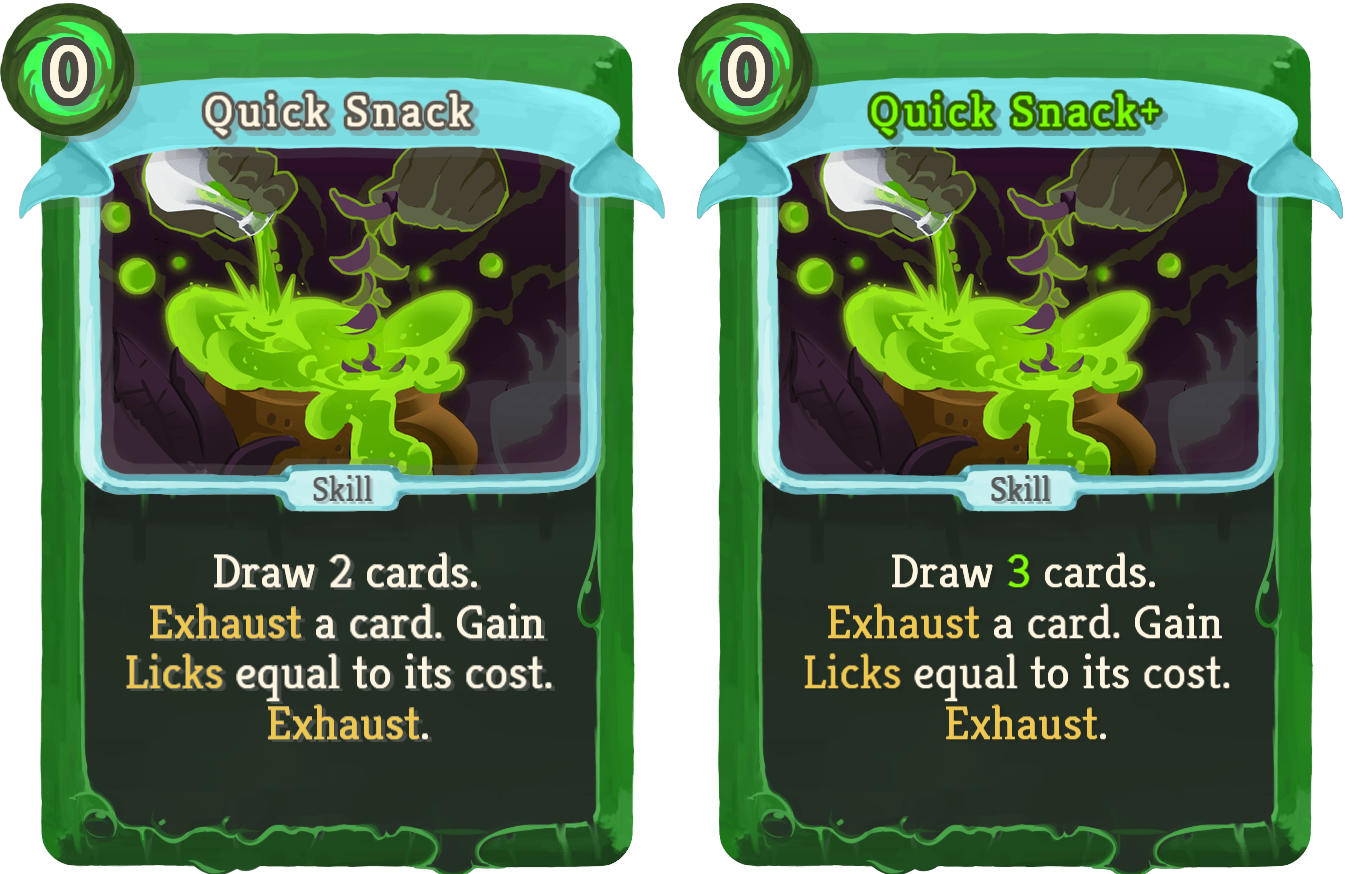 0
Quick Snack
Skill
Draw 2 cards.
Exhaust a card. Gain
Licks equal to its cost.
Exhaust.
0
Quick Snack+
Skill
Draw 3 cards.
Exhaust a card. Gain
Licks equal to its cost.
Exhaust.